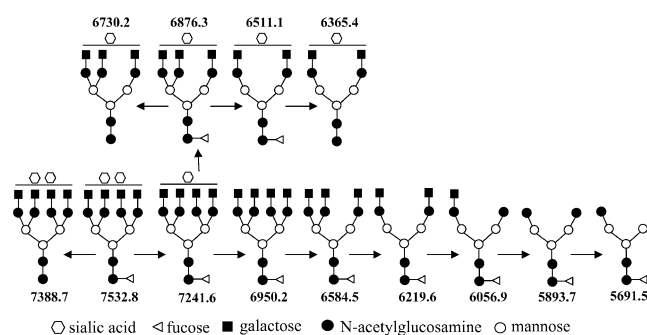 6730.2 6876.3 6511.1 6365.4
7388.7 7532.8 7241.6 6950.2 6584.5 6219.6 6056.9 5893.7 5691.5
sialic acid fucose galactose N-acetylglucosamine mannose